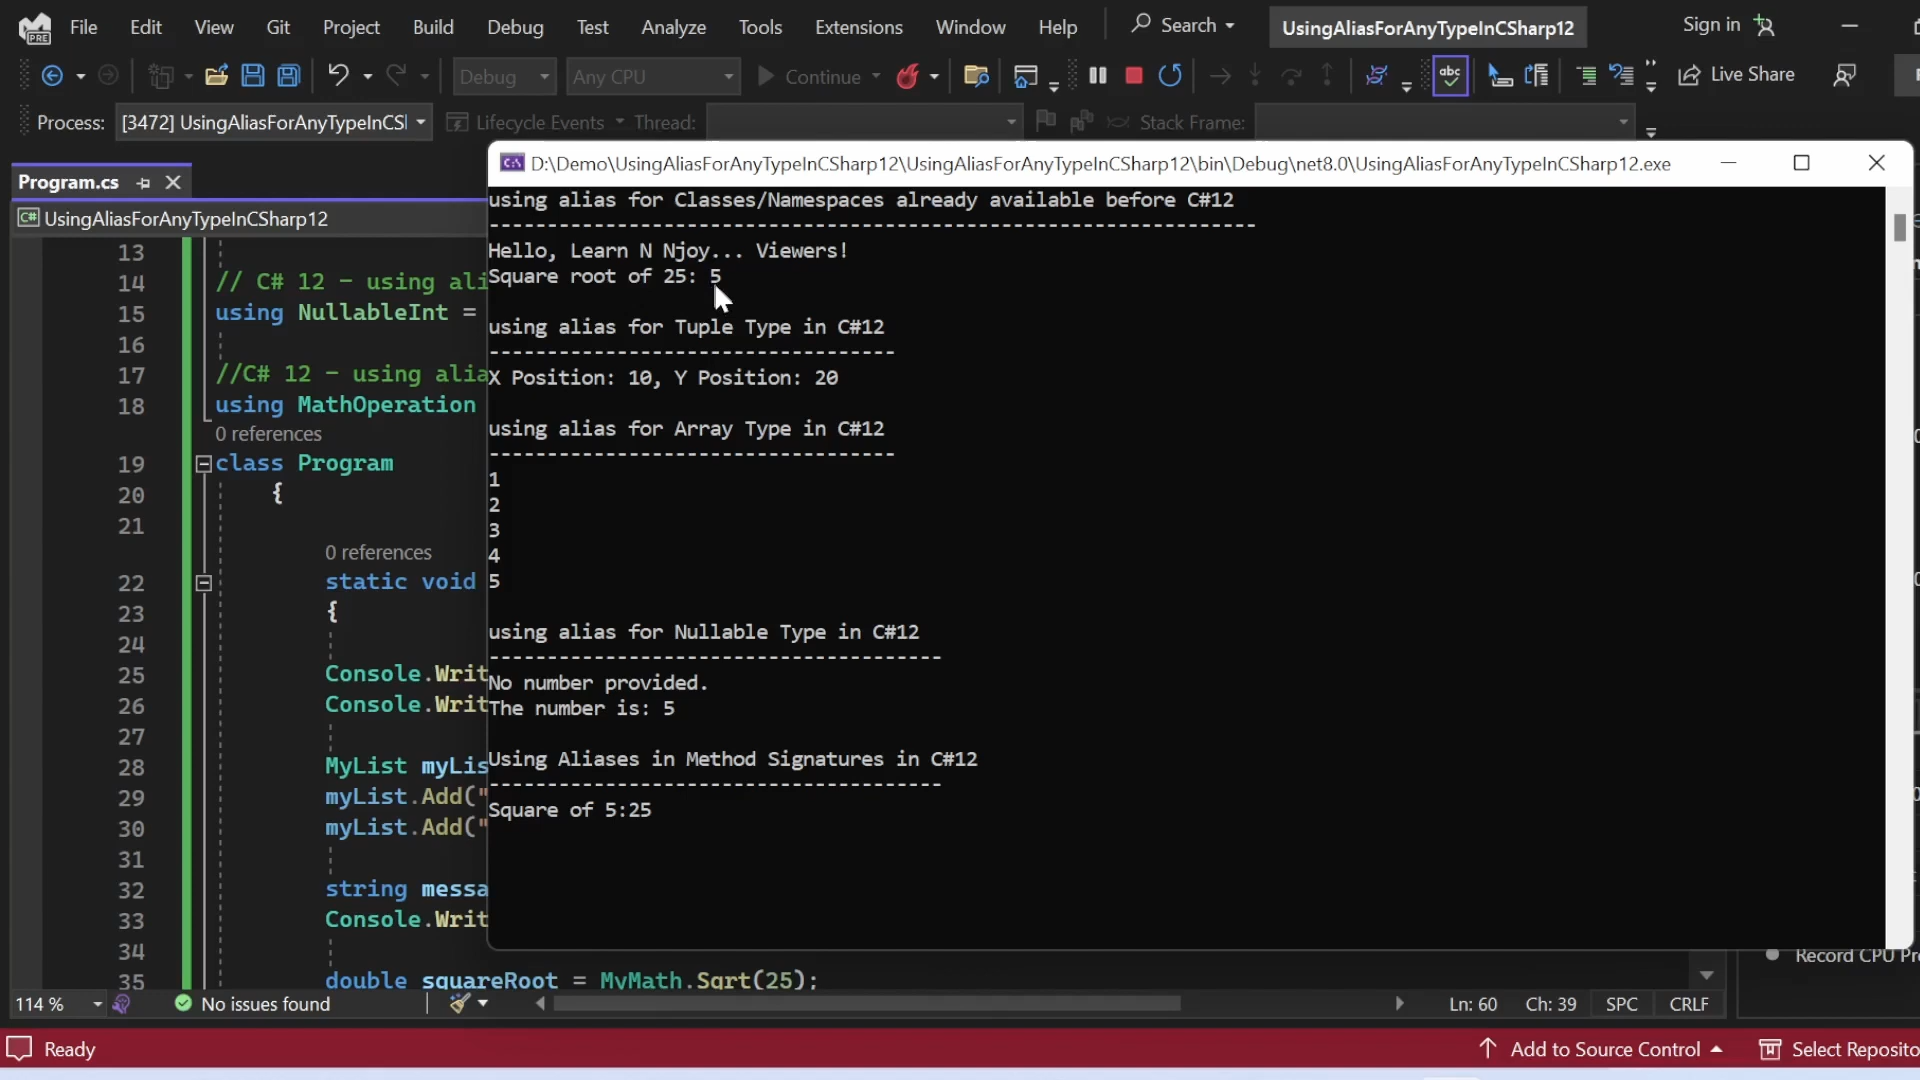 File Edit View Git Project Build Debug Test Analyze Tools Extensions Window Help Search UsingAliasForAnyTypeInCSharp12 Sign in
PRE
Debug Any CPU Continue abc Live Share
Process: [3472] UsingAliasForAnyTypeInCSl Lifecycle Events Thread: Stack Frame:
Program.cs
C# UsingAliasForAnyTypeInCSharp12
13
14 // C# 12 - using ali
15 using NullableInt =
16
17 //C# 12 - using alia
18 using MathOperation
0 references
19 class Program
20 {
21
0 references
22 static void
23 {
24
25 Console.Writ
26 Console.Writ
27
28 MyList myLis
29 myList.Add("
30 myList.Add("
31
32 string messa
33 Console.Writ
34
35 double squareRoot = MyMath.Sqrt(25);
C:\ D:\Demo\UsingAliasForAnyTypeInCSharp12\UsingAliasForAnyTypeInCSharp12\bin\Debug\net8.0\UsingAliasForAnyTypeInCSharp12.exe
using alias for Classes/Namespaces already available before C#12
------------------------------------------------------------------
Hello, Learn N Njoy... Viewers!
Square root of 25: 5
using alias for Tuple Type in C#12
-----------------------------------
X Position: 10, Y Position: 20
using alias for Array Type in C#12
-----------------------------------
1
2
3
4
5
using alias for Nullable Type in C#12
---------------------------------------
No number provided.
The number is: 5
Using Aliases in Method Signatures in C#12
---------------------------------------
Square of 5:25
Record CPU Pr
114 % No issues found Ln: 60 Ch: 39 SPC CRLF
Ready Add to Source Control Select Reposito